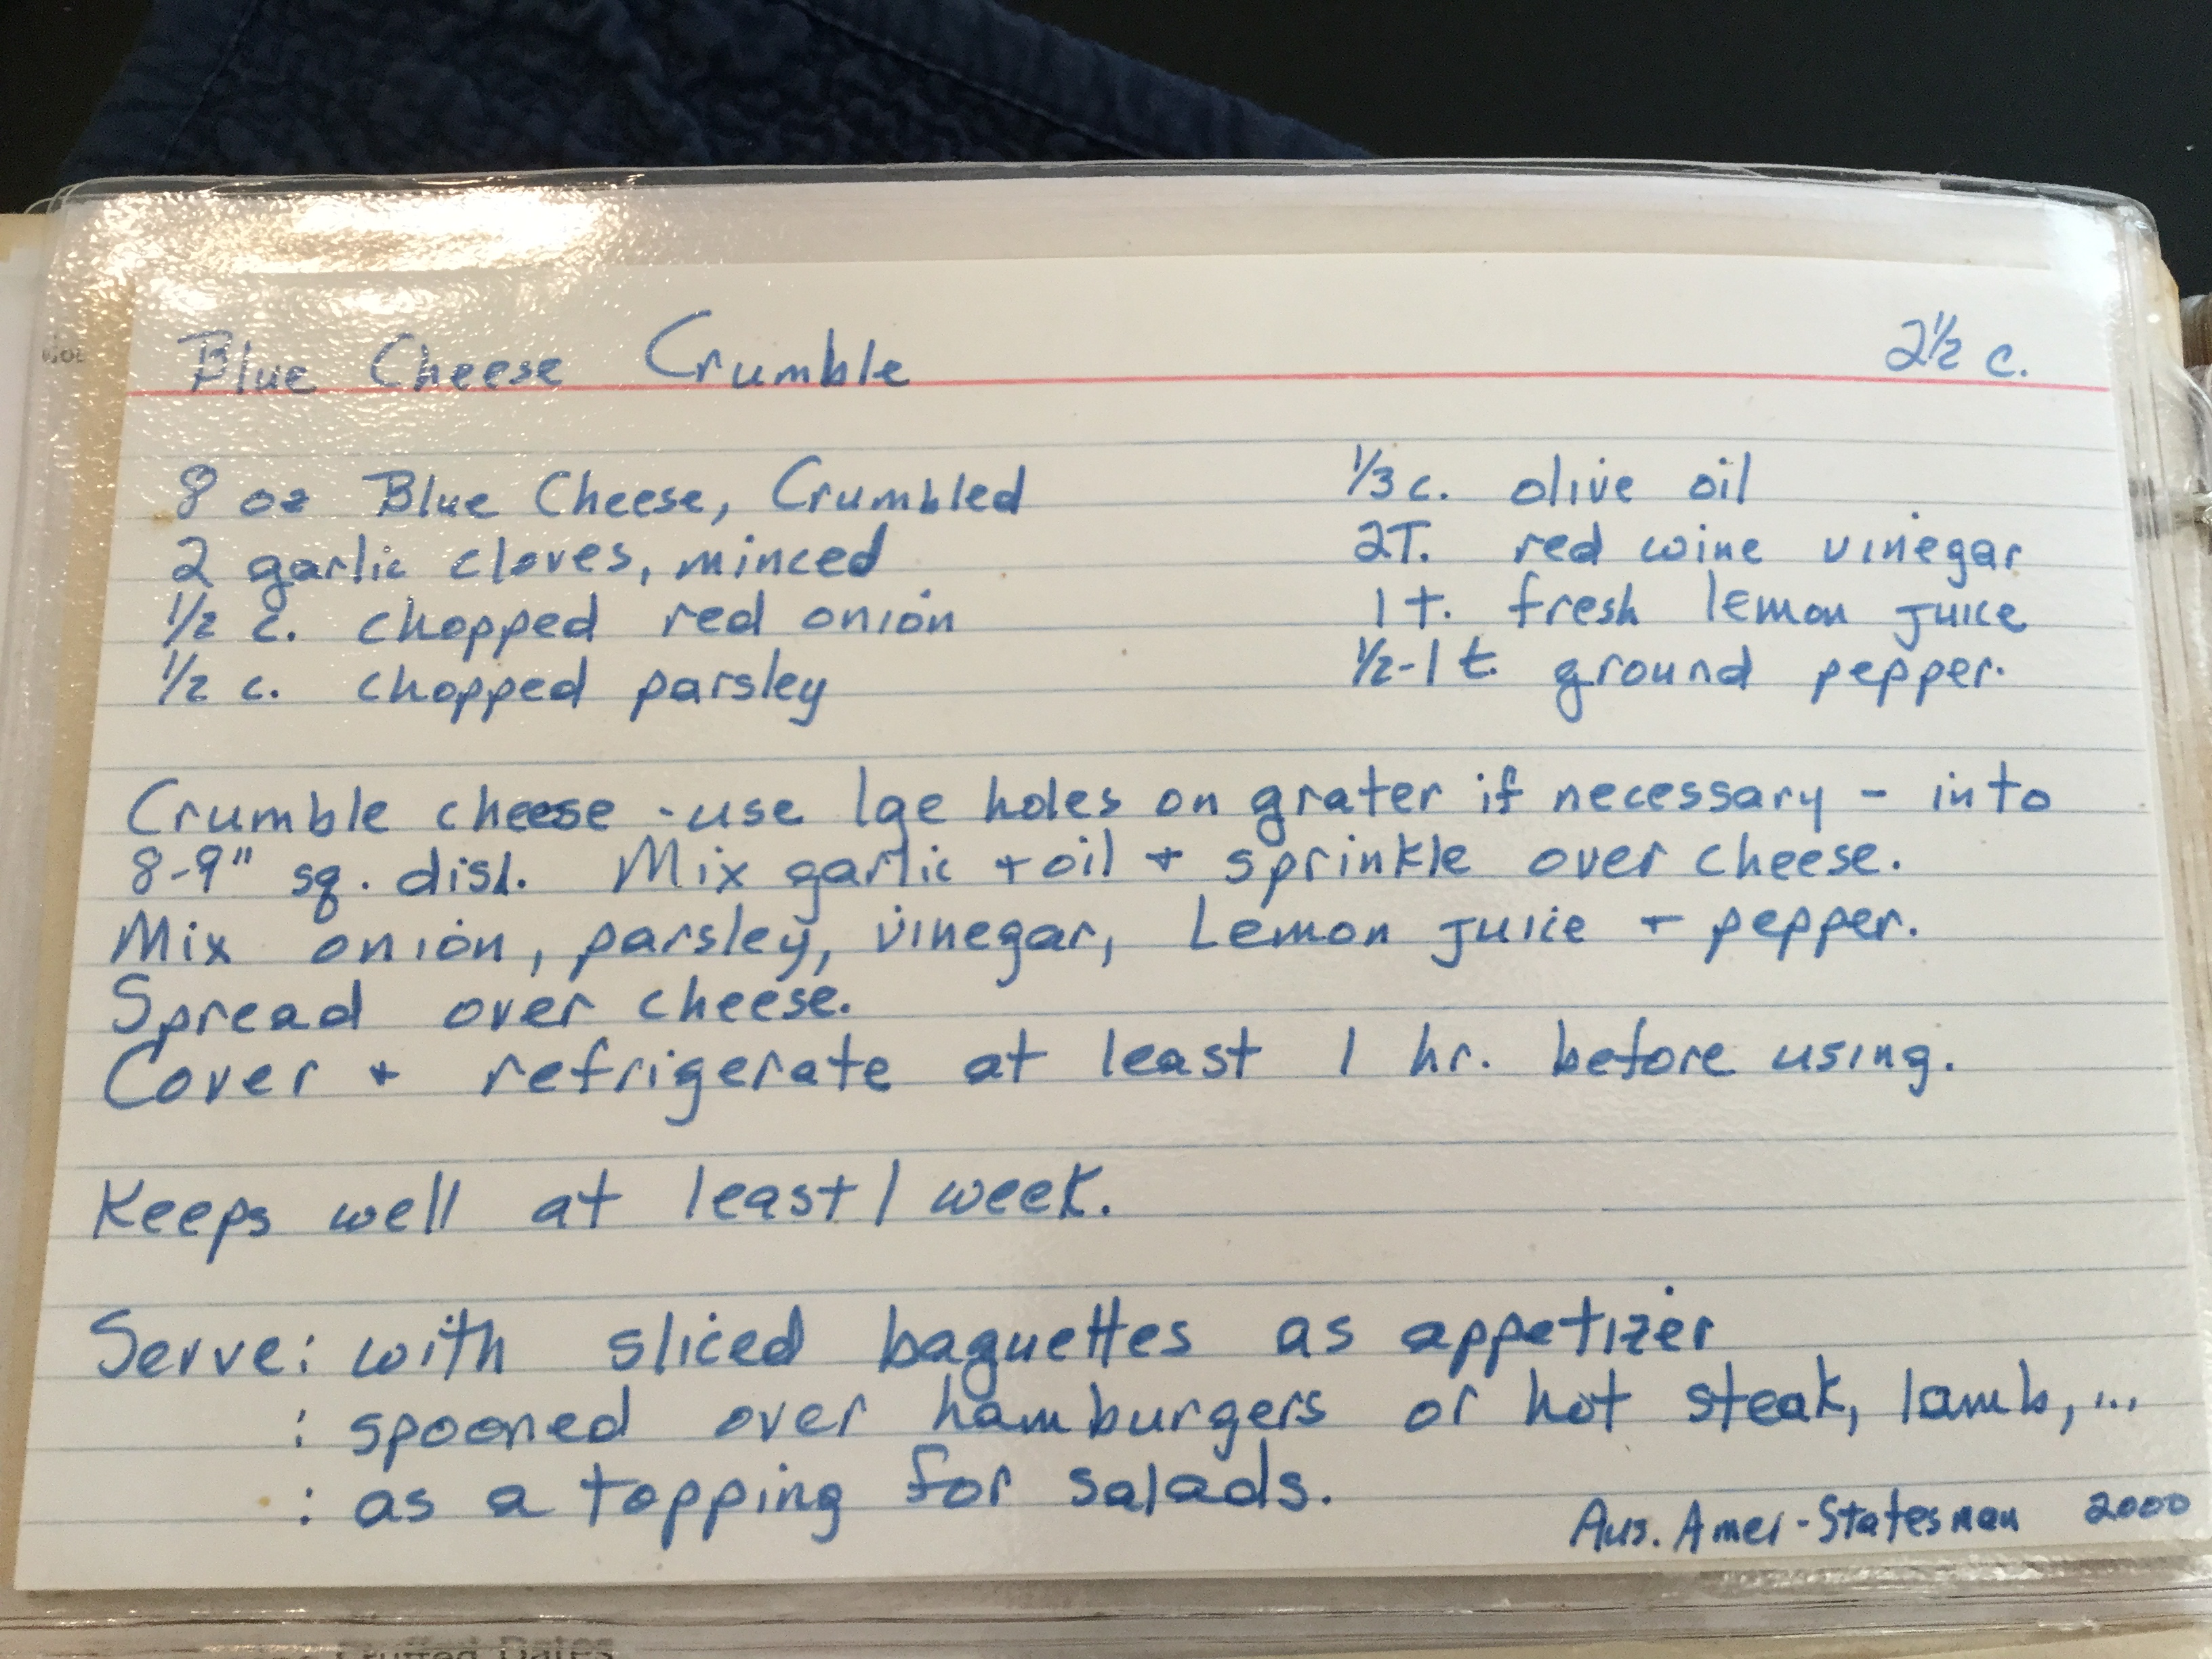 Blue Cheese Crumble 2 1/2 c.
8 oz Blue Cheese, Crumbled 1/3 c. olive oil
2 garlic cloves, minced 2T. red wine vinegar
1/2 c. chopped red onion 1 t. fresh lemon juice
1/2 c. chopped parsley 1/2-1 t. ground pepper.
Crumble cheese - use lge holes on grater if necessary - into
8-9" sq. dish. Mix garlic + oil + sprinkle over cheese.
Mix onion, parsley, vinegar, Lemon juice + pepper.
Spread over cheese.
Cover + refrigerate at least 1 hr. before using.
Keeps well at least 1 week.
Serve: with sliced baguettes as appetizer
: spooned over hamburgers or hot steak, lamb, ...
: as a topping for salads.
Aus. Amer-Statesman 2000
Stuffed Dates